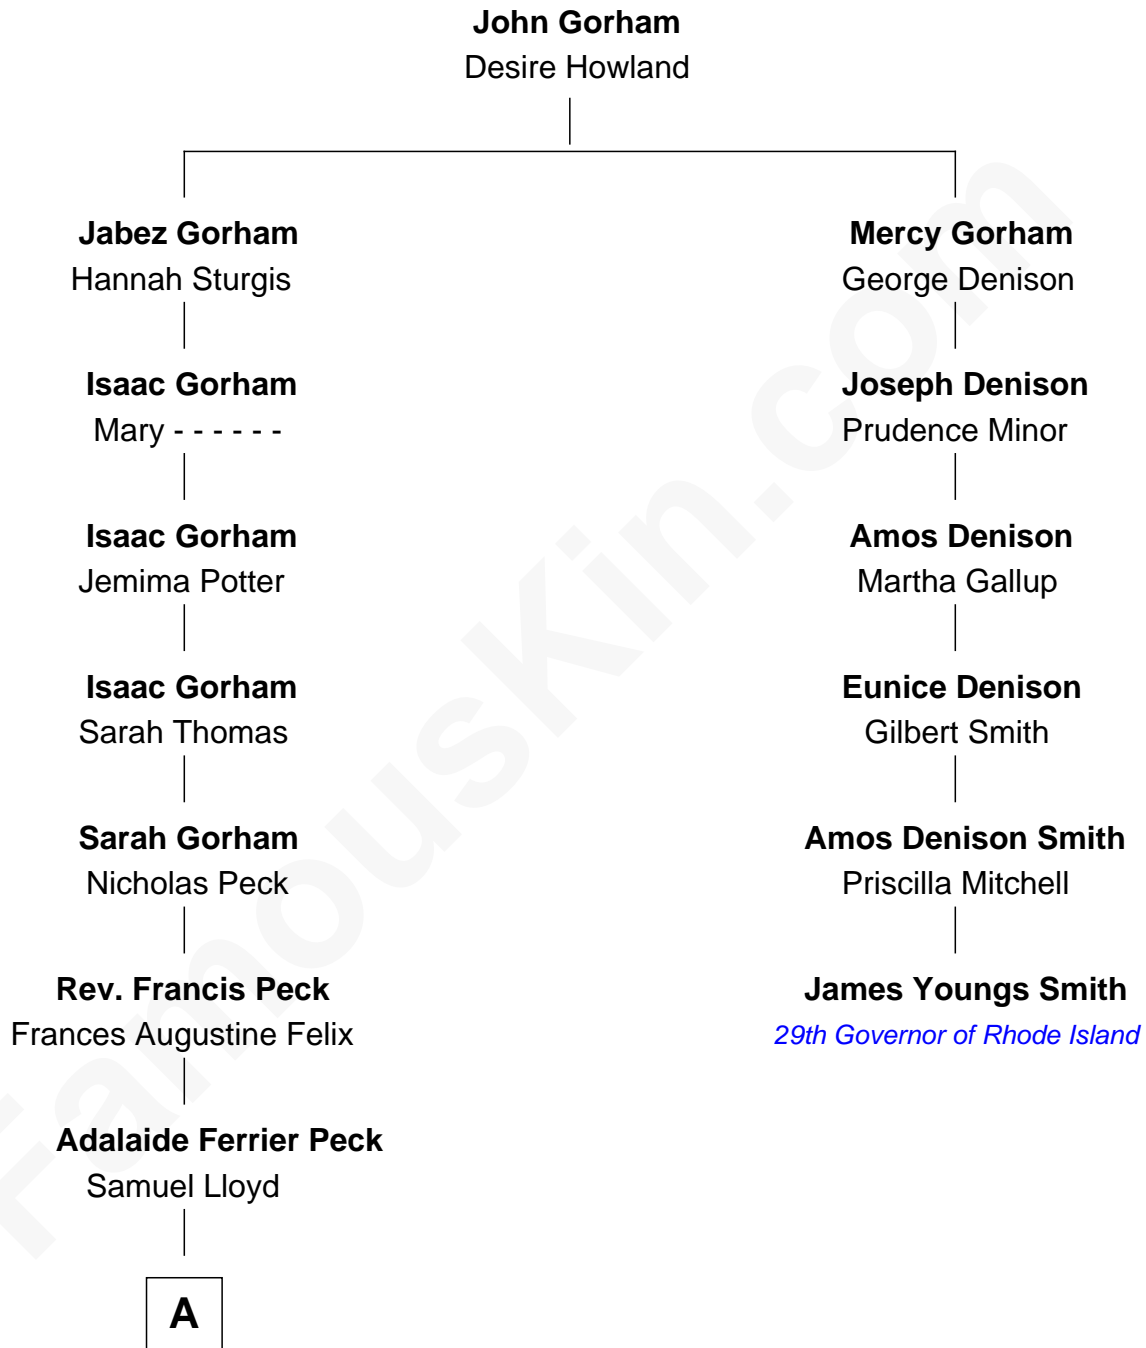 John Gorham
Desire Howland
Jabez Gorham
Hannah Sturgis
Mercy Gorham
George Denison
Isaac Gorham
Mary - - - - - -
Joseph Denison
Prudence Minor
Isaac Gorham
Jemima Potter
Amos Denison
Martha Gallup
Isaac Gorham
Sarah Thomas
Eunice Denison
Gilbert Smith
Sarah Gorham
Nicholas Peck
Amos Denison Smith
Priscilla Mitchell
Rev. Francis Peck
Frances Augustine Felix
James Youngs Smith
29th Governor of Rhode Island
Adalaide Ferrier Peck
Samuel Lloyd
A
FamousKin.com